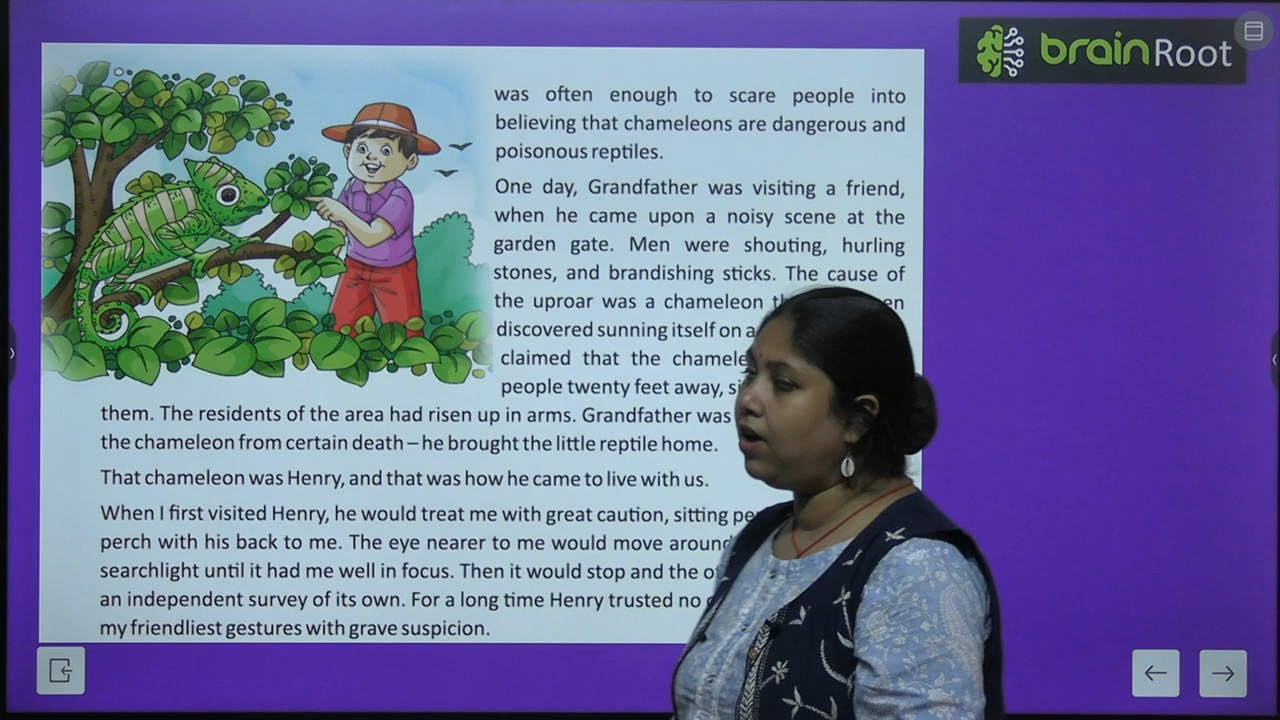 brainRoot
was often enough to scare people into
believing that chameleons are dangerous and
poisonous reptiles.
One day, Grandfather was visiting a friend,
when he came upon a noisy scene at the
garden gate. Men were shouting, hurling
stones, and brandishing sticks. The cause of
the uproar was a chameleon
discovered sunning itself on a
claimed that the
people twenty feet away,
them. The residents of the area had risen up in arms. Grandfather was
the chameleon from certain death – he brought the little reptile home.
That chameleon was Henry, and that was how he came to live with us.
When I first visited Henry, he would treat me with great caution, sitting
perch with his back to me. The eye nearer to me would move around
searchlight until it had me well in focus. Then it would stop and the
an independent survey of its own. For a long time Henry trusted no
my friendliest gestures with grave suspicion.